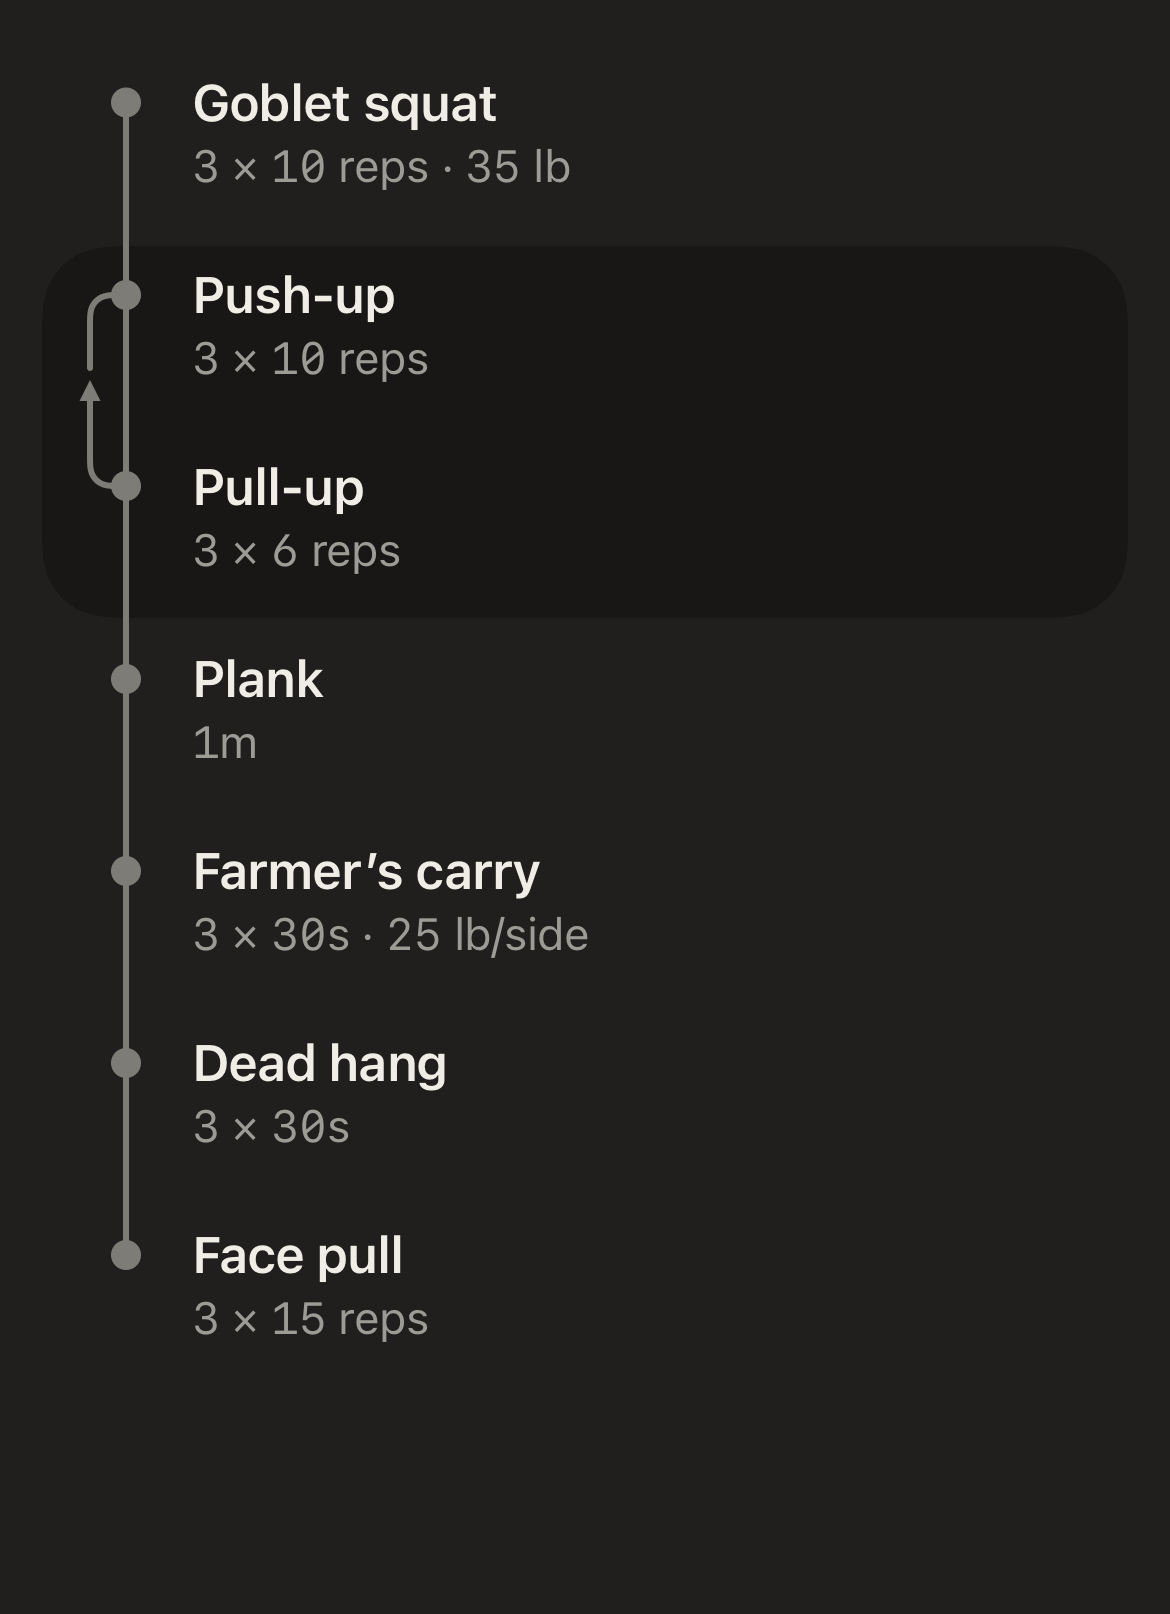 Goblet squat
3 × 10 reps · 35 lb
Push-up
3 × 10 reps
Pull-up
3 × 6 reps
Plank
1m
Farmer’s carry
3 × 30s · 25 lb/side
Dead hang
3 × 30s
Face pull
3 × 15 reps